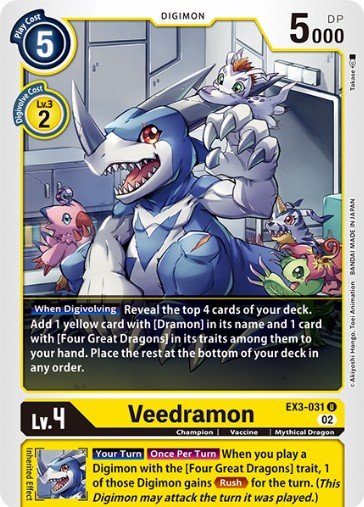 Play Cost
5
DIGIMON
DP
5000
Digivolve Cost
Lv.3
2
Takase
© Akiyoshi Hongo, Toei Animation BANDAI MADE IN JAPAN
When Digivolving Reveal the top 4 cards of your deck.
Add 1 yellow card with [Dramon] in its name and 1 card
with [Four Great Dragons] in its traits among them to
your hand. Place the rest at the bottom of your deck in
any order.
EX3-031 U
Lv.4
Veedramon
02
Champion | Vaccine | Mythical Dragon
Inherited Effect
Your Turn Once Per Turn When you play a
Digimon with the [Four Great Dragons] trait, 1
of those Digimon gains Rush for the turn. (This
Digimon may attack the turn it was played.)